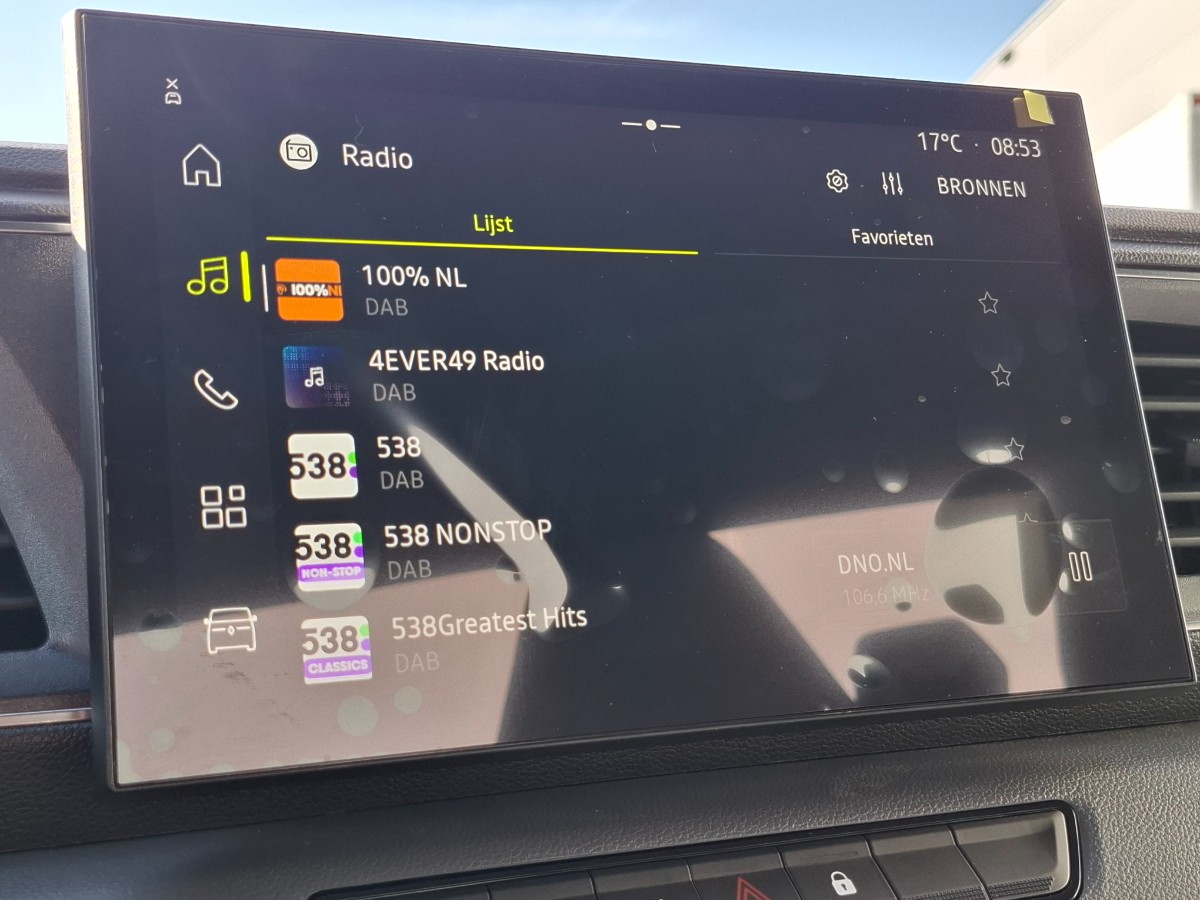 17°C · 08:53
Radio
BRONNEN
Lijst
Favorieten
100%NL
100% NL
DAB
4EVER49 Radio
DAB
538
538
DAB
538
NON-STOP
538 NONSTOP
DAB
538
CLASSICS
538Greatest Hits
DAB
DNO.NL
106,6 MHz